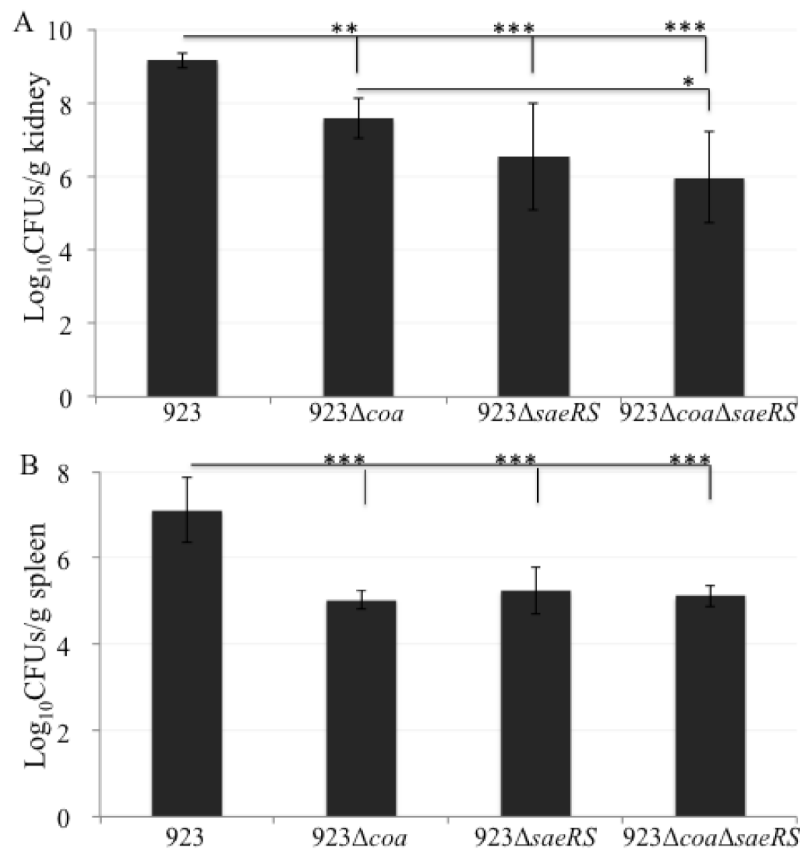 A
10
** *** ***
*
8
6
4
2
0
Log₁₀CFUs/g kidney
923 923Δcoa 923ΔsaeRS 923ΔcoaΔsaeRS
B
8
*** *** ***
6
4
2
0
Log₁₀CFUs/g spleen
923 923Δcoa 923ΔsaeRS 923ΔcoaΔsaeRS